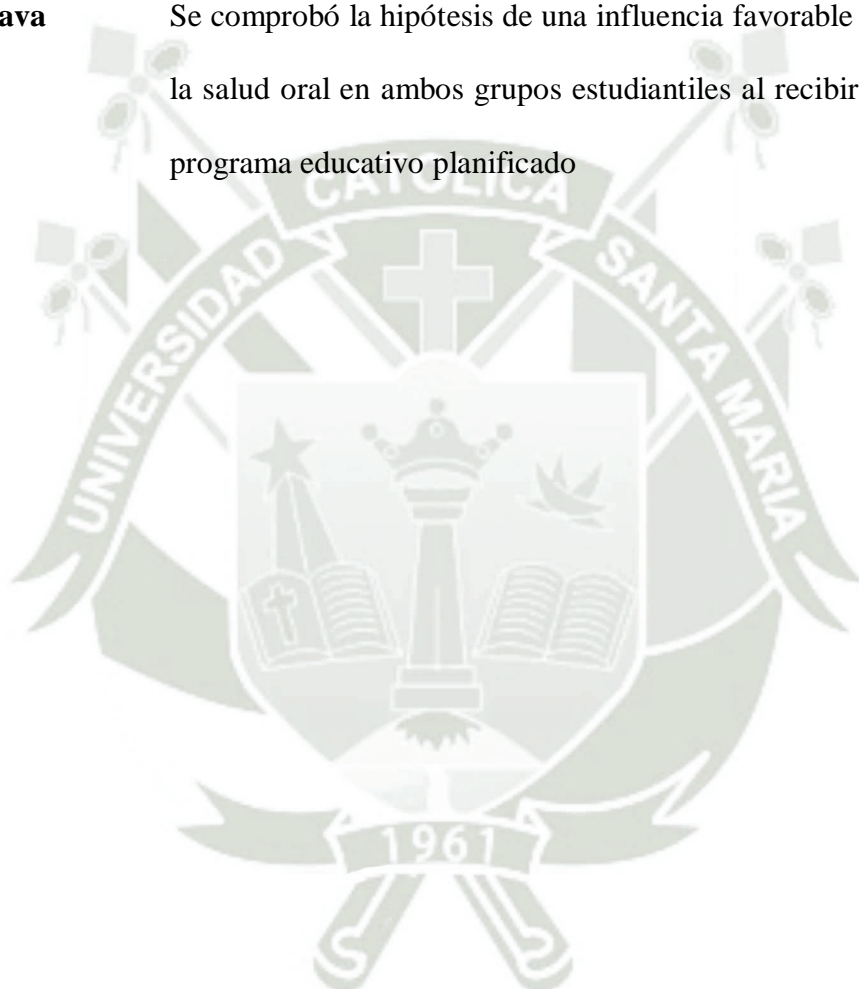 ava Se comprobó la hipótesis de una influencia favorable
la salud oral en ambos grupos estudiantiles al recibir
programa educativo planificado
UNIVERSIDAD CATOLICA SANTA MARIA
1961